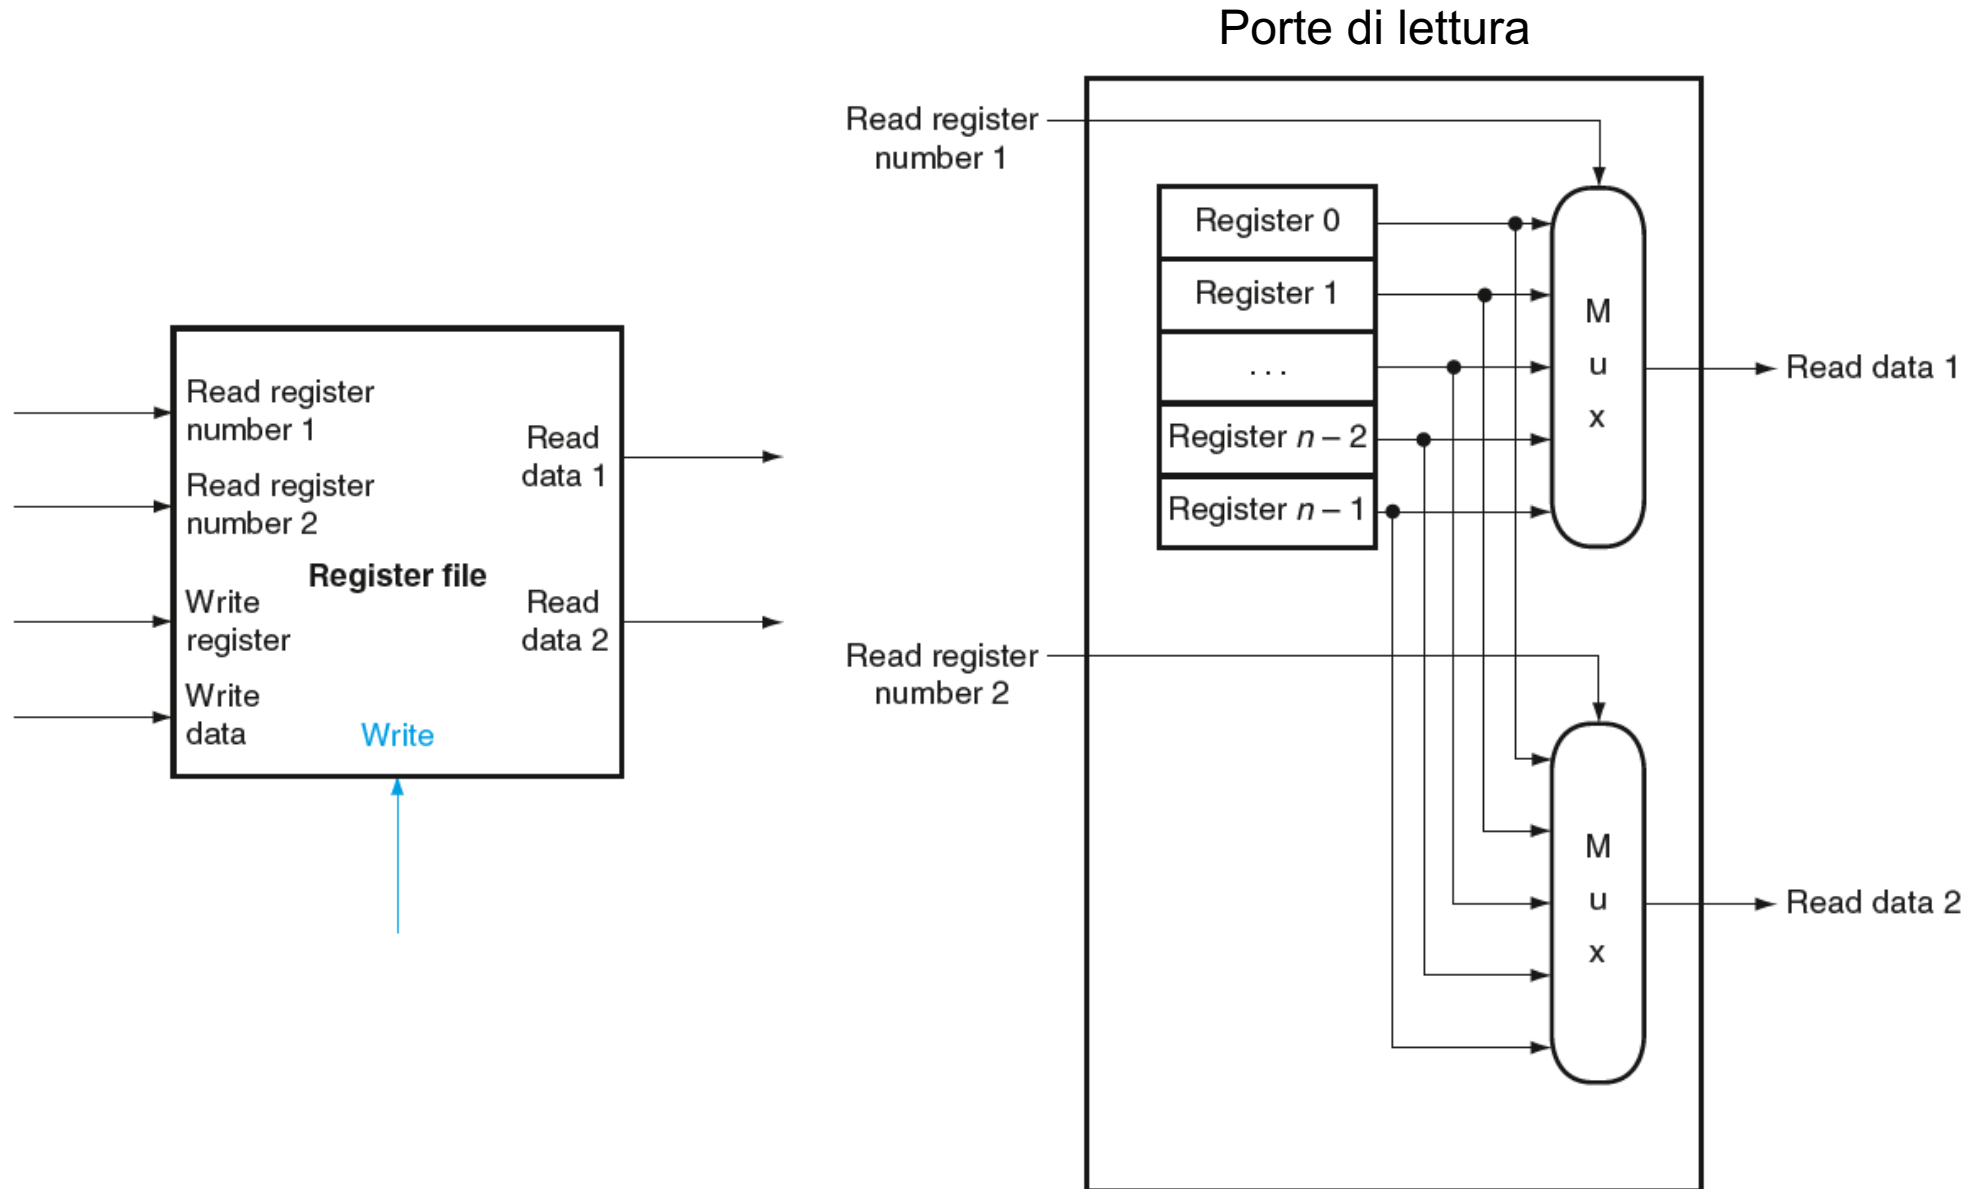 Porte di lettura
Read register
number 1
Read register
number 2
Register file
Write
register
Write
data
Write
Read
data 1
Read
data 2
Read register
number 1
Register 0
Register 1
...
Register n – 2
Register n – 1
M
u
x
Read data 1
Read register
number 2
M
u
x
Read data 2